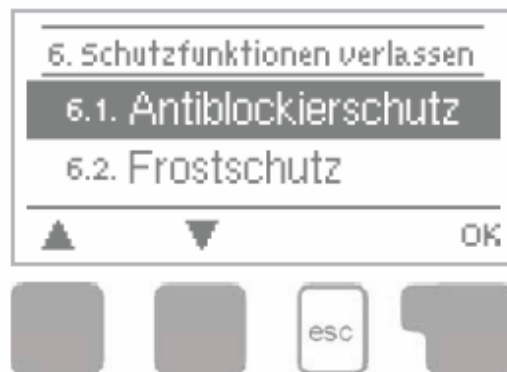 6. Schutzfunktionen verlassen
6.1. Antiblockierschutz
6.2. Frostschutz
OK
esc